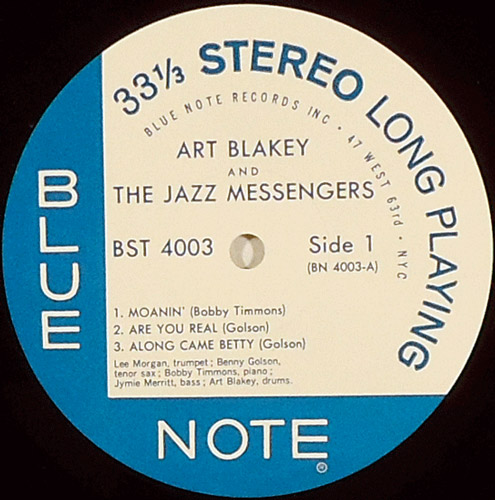 33⅓ STEREO LONG PLAYING
BLUE NOTE RECORDS INC • 47 WEST 63rd • NYC
ART BLAKEY
AND
THE JAZZ MESSENGERS
BST 4003
Side 1
(BN 4003-A)
1. MOANIN' (Bobby Timmons)
2. ARE YOU REAL (Golson)
3. ALONG CAME BETTY (Golson)
Lee Morgan, trumpet; Benny Golson,
tenor sax; Bobby Timmons, piano;
Jymie Merritt, bass; Art Blakey, drums.
BLUE
NOTE
®